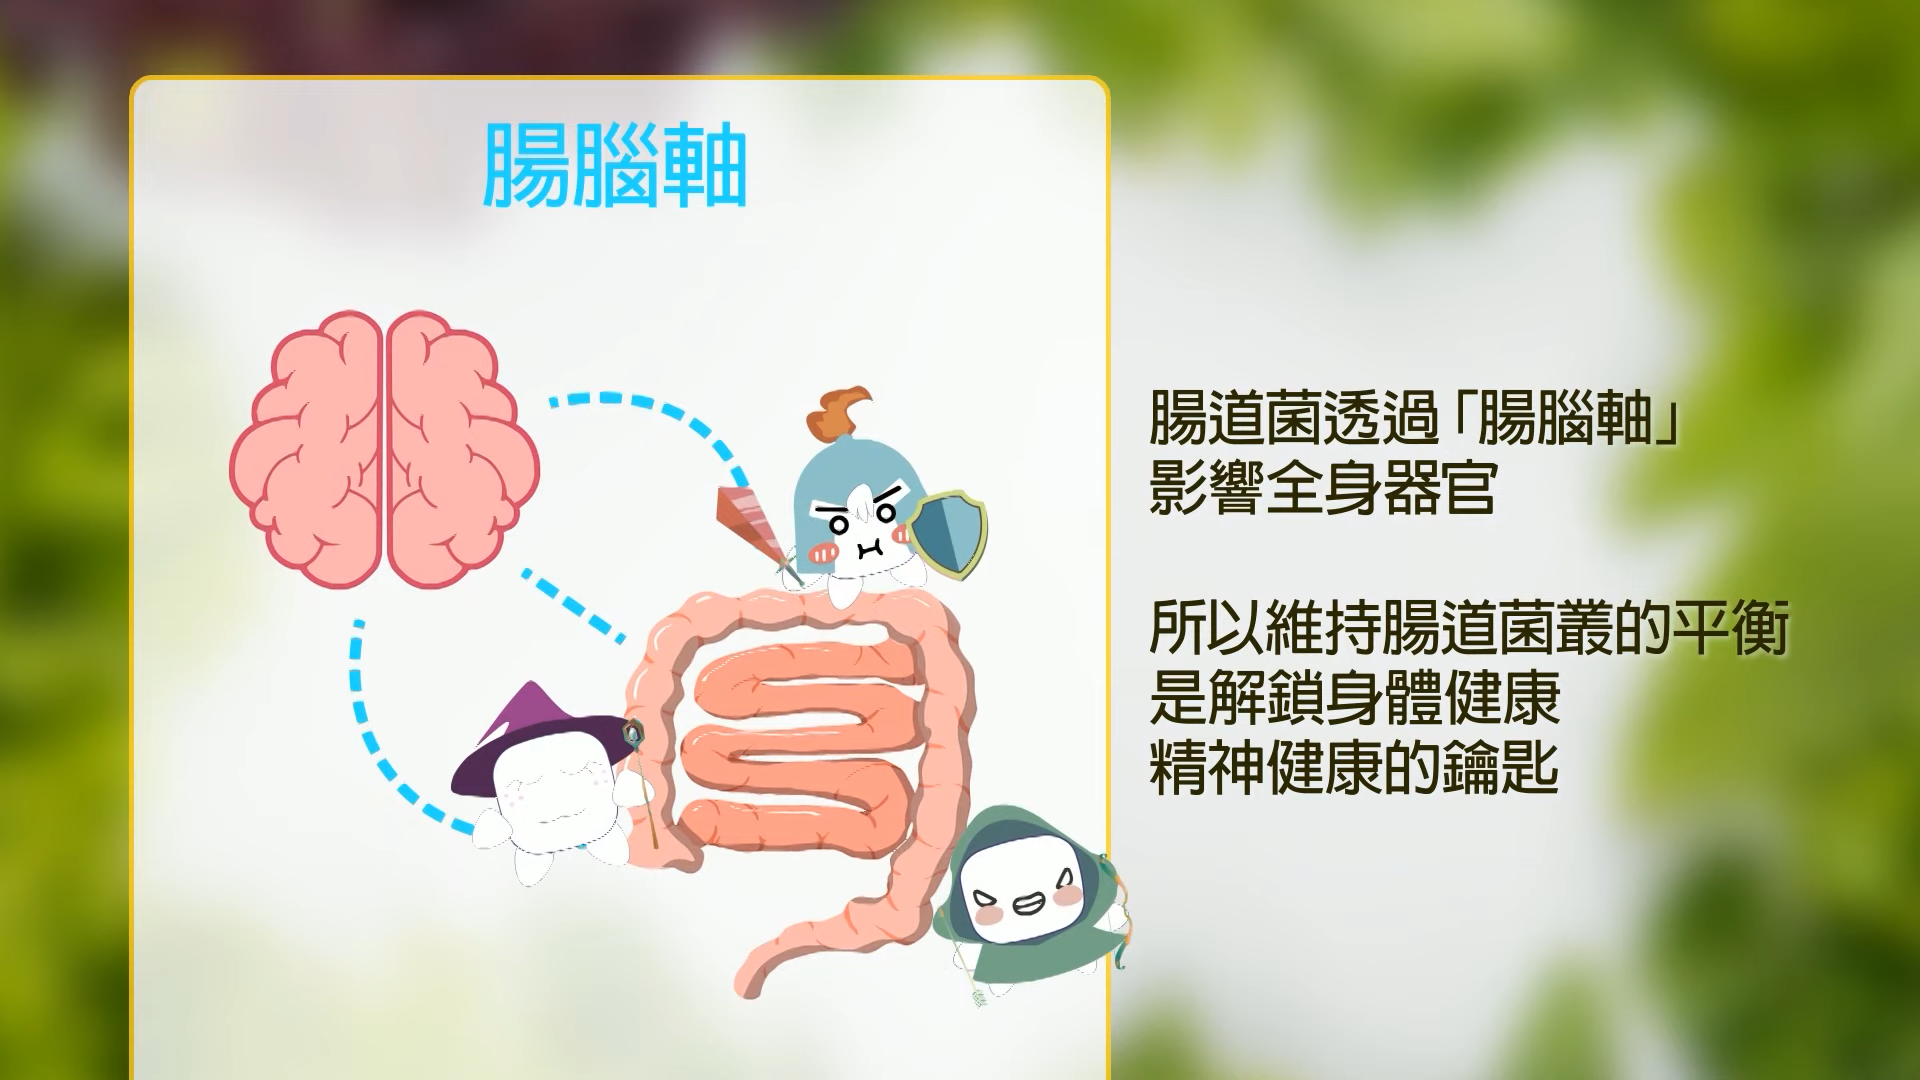 腸腦軸
腸道菌透過「腸腦軸」
影響全身器官
所以維持腸道菌叢的平衡
是解鎖身體健康
精神健康的鑰匙